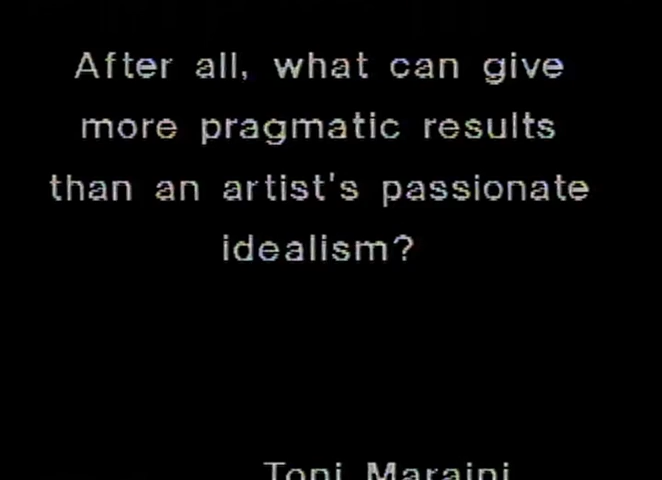 After all, what can give
more pragmatic results
than an artist's passionate
idealism?
Toni Maraini